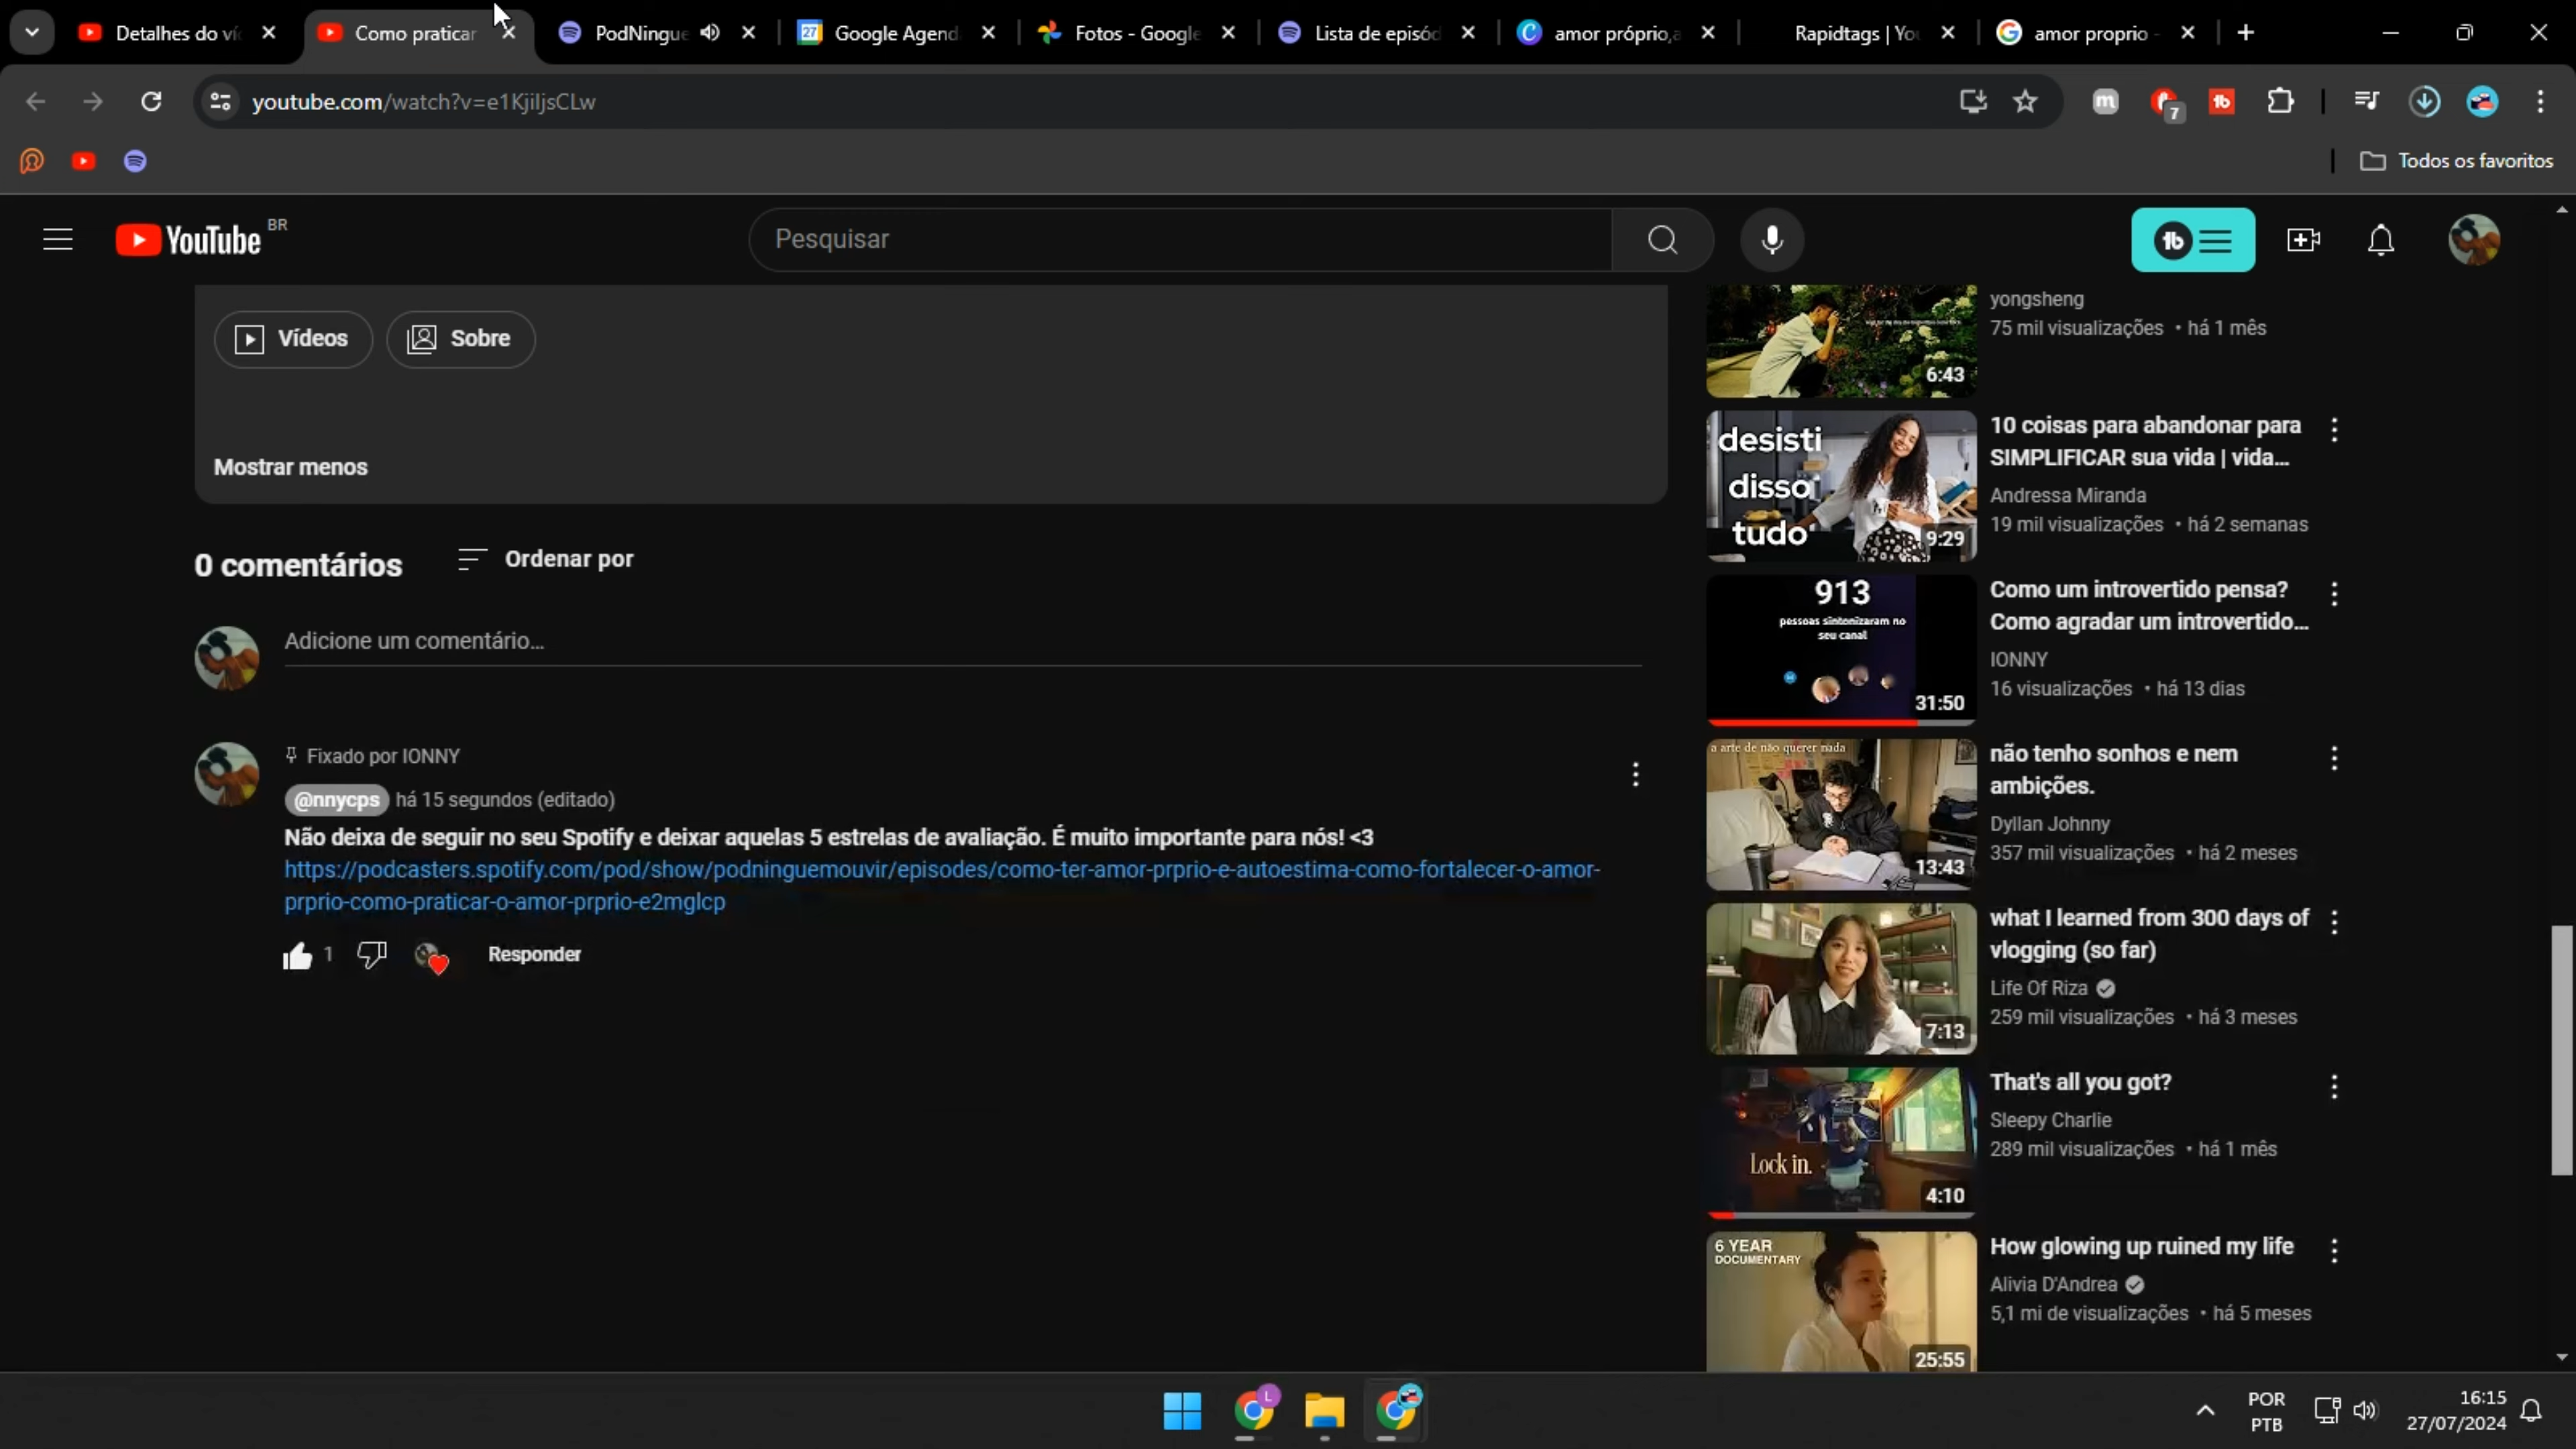 Detalhes do ví
Como praticar
PodNingue
Google Agend
Fotos - Google
Lista de episód
amor próprio,a
Rapidtags | Yo
amor proprio -
youtube.com/watch?v=e1KjiIjsCLw
7
Todos os favoritos
YouTube BR
Pesquisar
Vídeos
Sobre
Mostrar menos
0 comentários
Ordenar por
Adicione um comentário...
Fixado por IONNY
@nnycps há 15 segundos (editado)
Não deixa de seguir no seu Spotify e deixar aquelas 5 estrelas de avaliação. É muito importante para nós! <3
https://podcasters.spotify.com/pod/show/podninguemouvir/episodes/como-ter-amor-prprio-e-autoestima-como-fortalecer-o-amor-
prprio-como-praticar-o-amor-prprio-e2mglcp
1
Responder
yongsheng
75 mil visualizações • há 1 mês
6:43
desisti
disso
tudo
9:29
10 coisas para abandonar para
SIMPLIFICAR sua vida | vida...
Andressa Miranda
19 mil visualizações • há 2 semanas
913
pessoas sintonizaram no
seu canal
31:50
Como um introvertido pensa?
Como agradar um introvertido...
IONNY
16 visualizações • há 13 dias
a arte de não querer nada
13:43
não tenho sonhos e nem
ambições.
Dyllan Johnny
357 mil visualizações • há 2 meses
7:13
what I learned from 300 days of
vlogging (so far)
Life Of Riza
259 mil visualizações • há 3 meses
Lock in.
4:10
That's all you got?
Sleepy Charlie
289 mil visualizações • há 1 mês
6 YEAR
DOCUMENTARY
25:55
How glowing up ruined my life
Alivia D'Andrea
5,1 mi de visualizações • há 5 meses
L
POR
PTB
16:15
27/07/2024